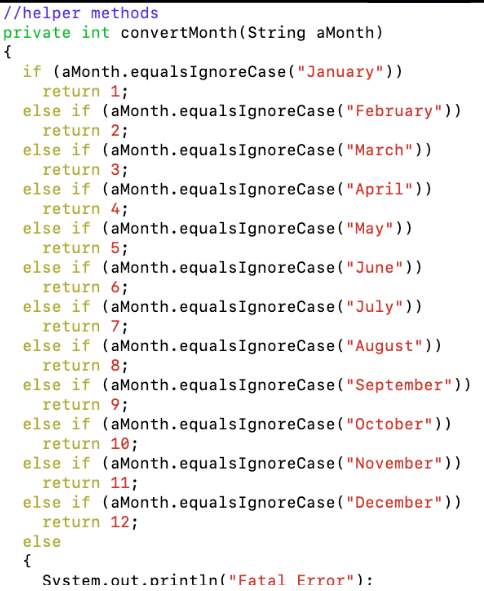 //helper methods
private int convertMonth(String aMonth)
{
  if (aMonth.equalsIgnoreCase("January"))
    return 1;
  else if (aMonth.equalsIgnoreCase("February"))
    return 2;
  else if (aMonth.equalsIgnoreCase("March"))
    return 3;
  else if (aMonth.equalsIgnoreCase("April"))
    return 4;
  else if (aMonth.equalsIgnoreCase("May"))
    return 5;
  else if (aMonth.equalsIgnoreCase("June"))
    return 6;
  else if (aMonth.equalsIgnoreCase("July"))
    return 7;
  else if (aMonth.equalsIgnoreCase("August"))
    return 8;
  else if (aMonth.equalsIgnoreCase("September"))
    return 9;
  else if (aMonth.equalsIgnoreCase("October"))
    return 10;
  else if (aMonth.equalsIgnoreCase("November"))
    return 11;
  else if (aMonth.equalsIgnoreCase("December"))
    return 12;
  else
  {
    System.out.println("Fatal Error");